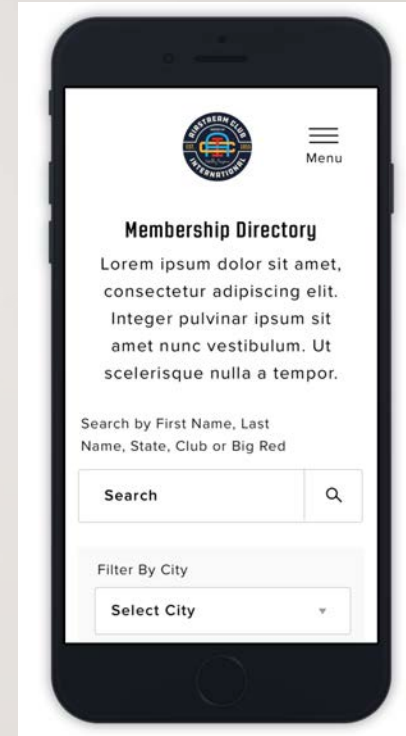 AIRSTREAM CLUB
EST. 1955
INTERNATIONAL
Menu
Membership Directory
Lorem ipsum dolor sit amet,
consectetur adipiscing elit.
Integer pulvinar ipsum sit
amet nunc vestibulum. Ut
scelerisque nulla a tempor.
Search by First Name, Last
Name, State, Club or Big Red
Search
Filter By City
Select City